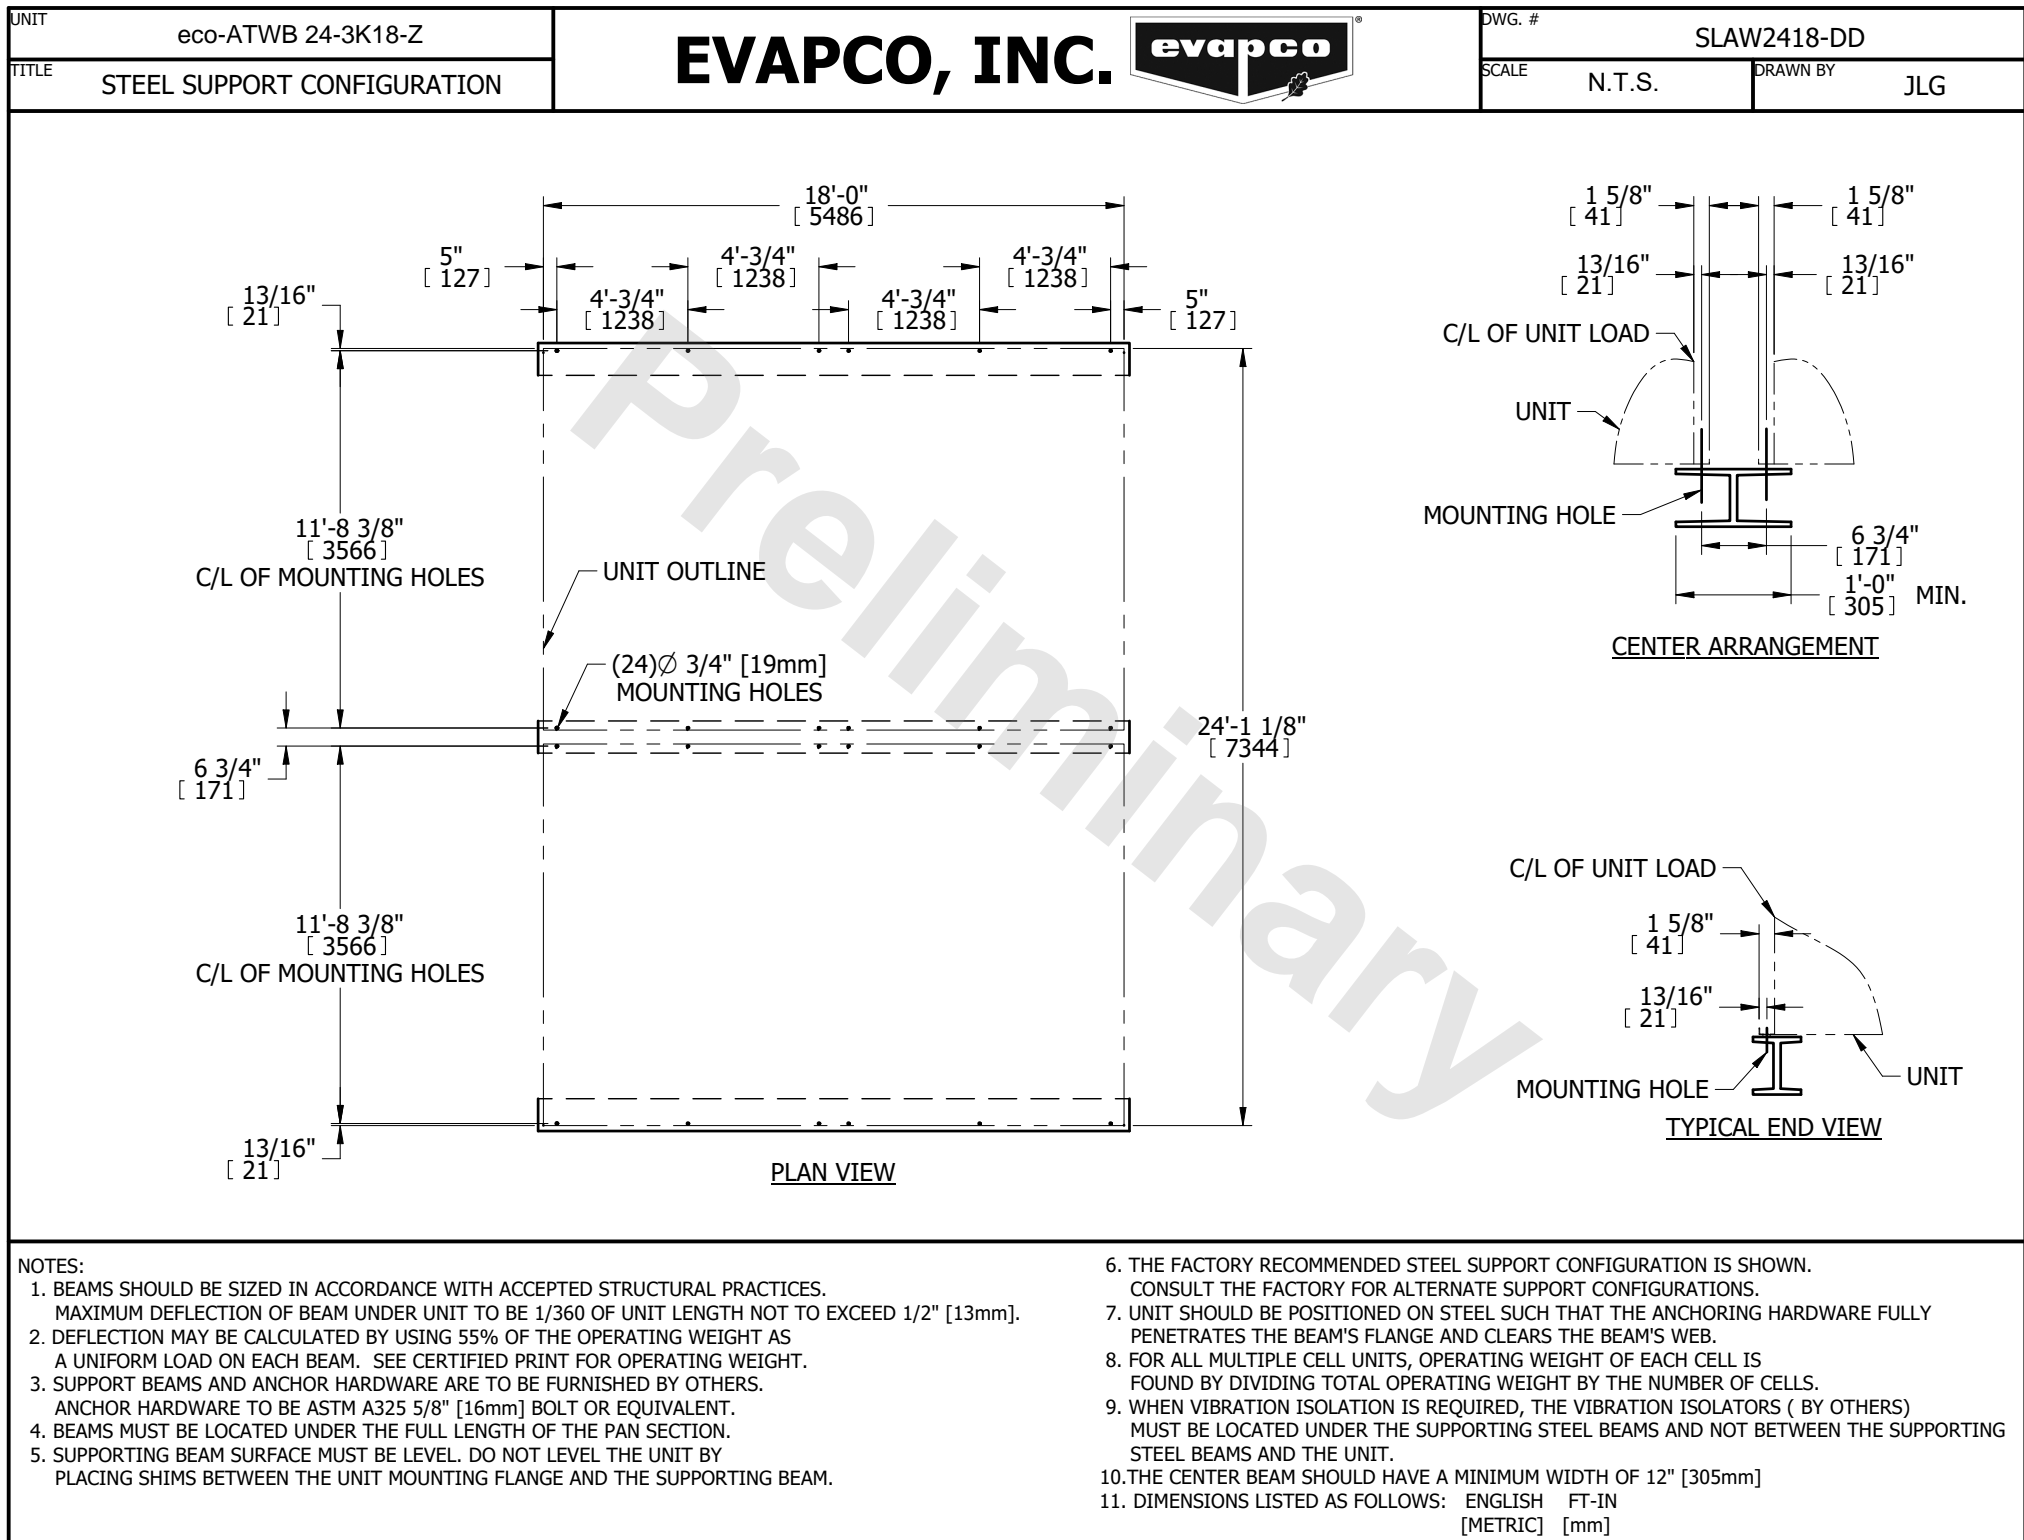 UNIT
eco-ATWB 24-3K18-Z
TITLE
STEEL SUPPORT CONFIGURATION
EVAPCO, INC.
evapco
®
DWG. #
SLAW2418-DD
SCALE
N.T.S.
DRAWN BY
JLG
18'-0"
[ 5486 ]
5"
[ 127 ]
4'-3/4"
[ 1238 ]
4'-3/4"
[ 1238 ]
4'-3/4"
[ 1238 ]
4'-3/4"
[ 1238 ]
5"
[ 127 ]
13/16"
[ 21 ]
11'-8 3/8"
[ 3566 ]
C/L OF MOUNTING HOLES
UNIT OUTLINE
(24)Ø 3/4" [19mm]
MOUNTING HOLES
6 3/4"
[ 171 ]
24'-1 1/8"
[ 7344 ]
11'-8 3/8"
[ 3566 ]
C/L OF MOUNTING HOLES
13/16"
[ 21 ]
PLAN VIEW
Preliminary
1 5/8"
[ 41 ]
1 5/8"
[ 41 ]
13/16"
[ 21 ]
13/16"
[ 21 ]
C/L OF UNIT LOAD
UNIT
MOUNTING HOLE
6 3/4"
[ 171 ]
1'-0"
[ 305 ] MIN.
CENTER ARRANGEMENT
C/L OF UNIT LOAD
1 5/8"
[ 41 ]
13/16"
[ 21 ]
MOUNTING HOLE
UNIT
TYPICAL END VIEW
NOTES:
1. BEAMS SHOULD BE SIZED IN ACCORDANCE WITH ACCEPTED STRUCTURAL PRACTICES.
MAXIMUM DEFLECTION OF BEAM UNDER UNIT TO BE 1/360 OF UNIT LENGTH NOT TO EXCEED 1/2" [13mm].
2. DEFLECTION MAY BE CALCULATED BY USING 55% OF THE OPERATING WEIGHT AS
A UNIFORM LOAD ON EACH BEAM. SEE CERTIFIED PRINT FOR OPERATING WEIGHT.
3. SUPPORT BEAMS AND ANCHOR HARDWARE ARE TO BE FURNISHED BY OTHERS.
ANCHOR HARDWARE TO BE ASTM A325 5/8" [16mm] BOLT OR EQUIVALENT.
4. BEAMS MUST BE LOCATED UNDER THE FULL LENGTH OF THE PAN SECTION.
5. SUPPORTING BEAM SURFACE MUST BE LEVEL. DO NOT LEVEL THE UNIT BY
PLACING SHIMS BETWEEN THE UNIT MOUNTING FLANGE AND THE SUPPORTING BEAM.
6. THE FACTORY RECOMMENDED STEEL SUPPORT CONFIGURATION IS SHOWN.
CONSULT THE FACTORY FOR ALTERNATE SUPPORT CONFIGURATIONS.
7. UNIT SHOULD BE POSITIONED ON STEEL SUCH THAT THE ANCHORING HARDWARE FULLY
PENETRATES THE BEAM'S FLANGE AND CLEARS THE BEAM'S WEB.
8. FOR ALL MULTIPLE CELL UNITS, OPERATING WEIGHT OF EACH CELL IS
FOUND BY DIVIDING TOTAL OPERATING WEIGHT BY THE NUMBER OF CELLS.
9. WHEN VIBRATION ISOLATION IS REQUIRED, THE VIBRATION ISOLATORS ( BY OTHERS)
MUST BE LOCATED UNDER THE SUPPORTING STEEL BEAMS AND NOT BETWEEN THE SUPPORTING
STEEL BEAMS AND THE UNIT.
10.THE CENTER BEAM SHOULD HAVE A MINIMUM WIDTH OF 12" [305mm]
11. DIMENSIONS LISTED AS FOLLOWS: ENGLISH FT-IN
[METRIC] [mm]